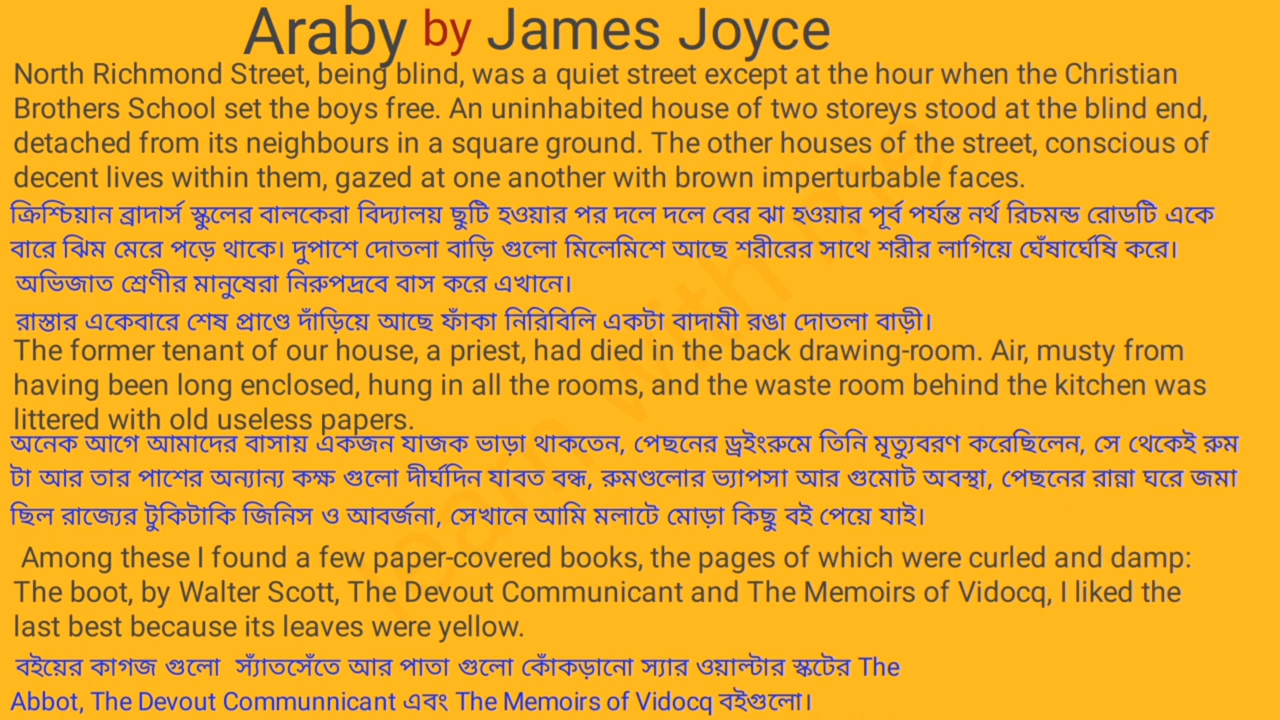 Araby by James Joyce
North Richmond Street, being blind, was a quiet street except at the hour when the Christian
Brothers School set the boys free. An uninhabited house of two storeys stood at the blind end,
detached from its neighbours in a square ground. The other houses of the street, conscious of
decent lives within them, gazed at one another with brown imperturbable faces.
ক্রিশ্চিয়ান ব্রাদার্স স্কুলের বালকেরা বিদ্যালয় ছুটি হওয়ার পর দলে দলে বের ঝা হওয়ার পূর্ব পর্যন্ত নর্থ রিচমন্ড রোডটি একে
বারে ঝিম মেরে পড়ে থাকে। দুপাশে দোতলা বাড়ি গুলো মিলেমিশে আছে শরীরের সাথে শরীর লাগিয়ে ঘেঁষাঘেঁষি করে।
অভিজাত শ্রেণীর মানুষেরা নিরুপদ্রবে বাস করে এখানে।
রাস্তার একেবারে শেষ প্রাণ্ডে দাঁড়িয়ে আছে ফাঁকা নিরিবিলি একটা বাদামী রঙা দোতলা বাড়ী।
The former tenant of our house, a priest, had died in the back drawing-room. Air, musty from
having been long enclosed, hung in all the rooms, and the waste room behind the kitchen was
littered with old useless papers.
অনেক আগে আমাদের বাসায় একজন যাজক ভাড়া থাকতেন, পেছনের ড্রইংরুমে তিনি মৃত্যুবরণ করেছিলেন, সে থেকেই রুম
টা আর তার পাশের অন্যান্য কক্ষ গুলো দীর্ঘদিন যাবত বন্ধ, রুমগুলোর ভ্যাপসা আর গুমোট অবস্থা, পেছনের রান্না ঘরে জমা
ছিল রাজ্যের টুকিটাকি জিনিস ও আবর্জনা, সেখানে আমি মলাটে মোড়া কিছু বই পেয়ে যাই।
Among these I found a few paper-covered books, the pages of which were curled and damp:
The boot, by Walter Scott, The Devout Communicant and The Memoirs of Vidocq, I liked the
last best because its leaves were yellow.
বইয়ের কাগজ গুলো স্যাঁতসেঁতে আর পাতা গুলো কোঁকড়ানো স্যার ওয়াল্টার স্কটের The
Abbot, The Devout Communnicant এবং The Memoirs of Vidocq বইগুলো।
learn with me